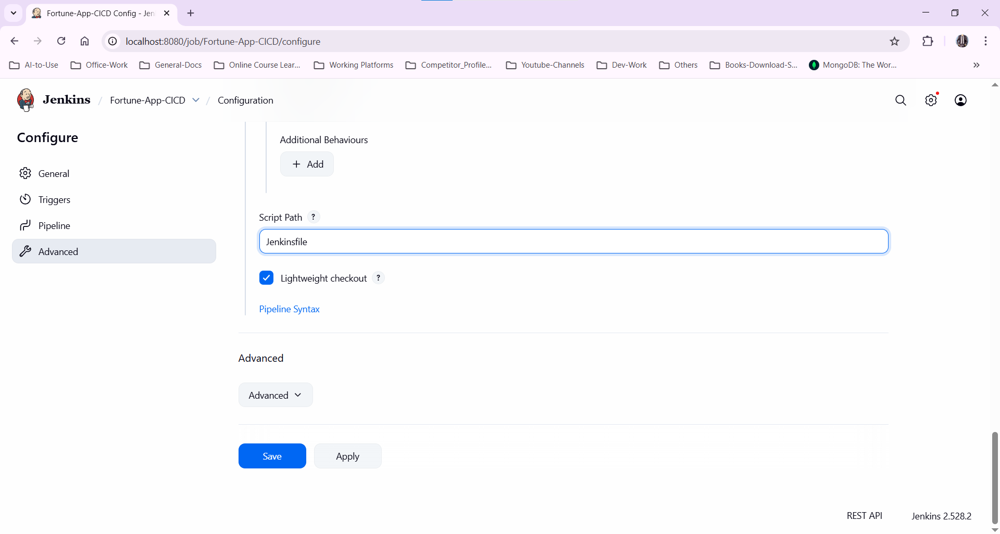 Fortune-App-CICD Config - Jen
localhost:8080/job/Fortune-App-CICD/configure
AI-to-Use
Office-Work
General-Docs
Online Course Lear...
Working Platforms
Competitor_Profile...
Youtube-Channels
Dev-Work
Others
Books-Download-S...
MongoDB: The Wor...
Jenkins / Fortune-App-CICD / Configuration
Configure
General
Triggers
Pipeline
Advanced
Additional Behaviours
+ Add
Script Path ?
Jenkinsfile
Lightweight checkout ?
Pipeline Syntax
Advanced
Advanced
Save
Apply
REST API
Jenkins 2.528.2